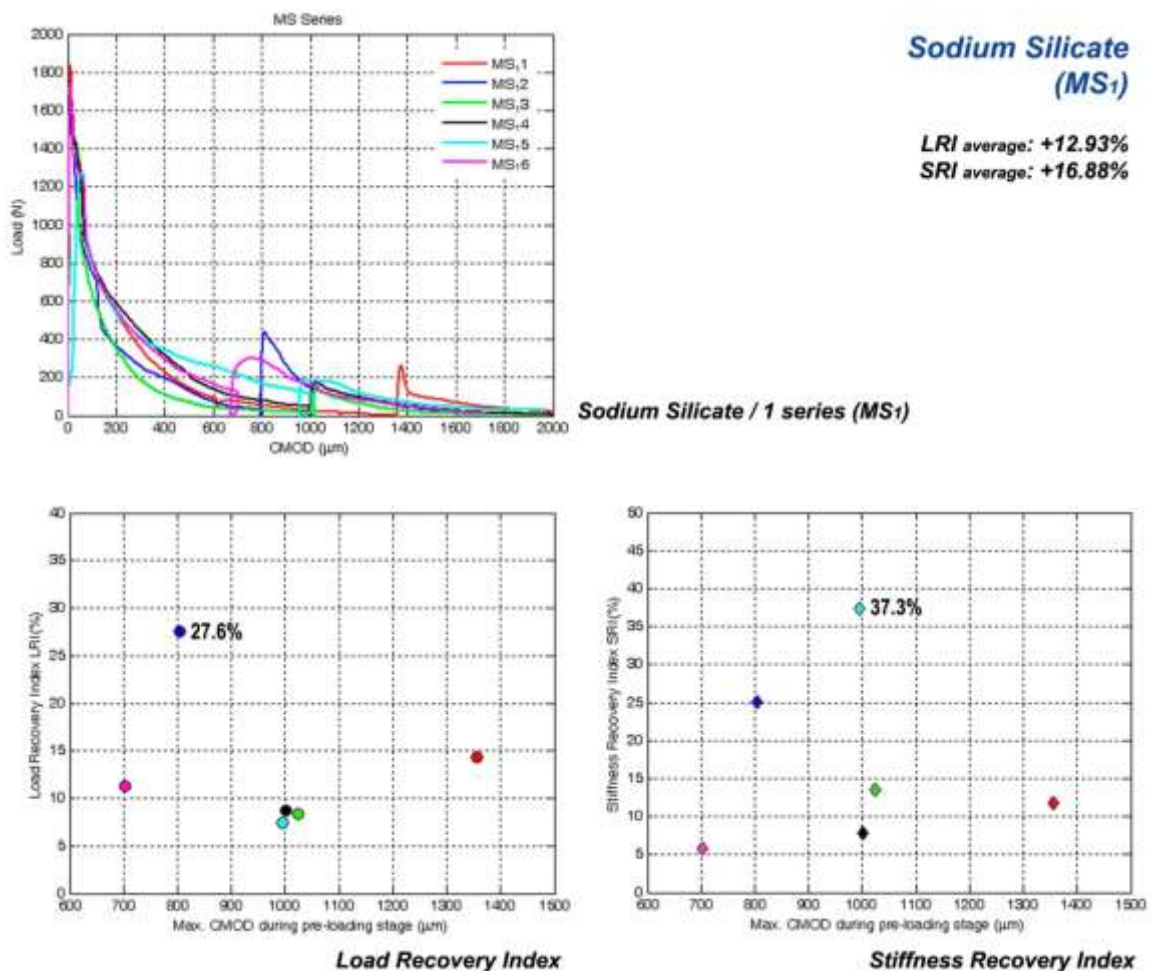 MS Series
2000
1800
1600
1400
1200
1000
800
600
400
200
0
Load (N)
0 200 400 600 800 1000 1200 1400 1600 1800 2000
CMOD (µm)
MS₁1
MS₁2
MS₁3
MS₁4
MS₁5
MS₁6
Sodium Silicate
(MS₁)
LRI average: +12.93%
SRI average: +16.88%
Sodium Silicate / 1 series (MS₁)
40
35
30
25
20
15
10
5
0
Load Recovery Index LRI(%)
27.6%
600 700 800 900 1000 1100 1200 1300 1400 1500
Max. CMOD during pre-loading stage (µm)
Load Recovery Index
50
45
40
35
30
25
20
15
10
5
0
Stiffness Recovery Index SRI(%)
37.3%
600 700 800 900 1000 1100 1200 1300 1400 1500
Max. CMOD during pre-loading stage (µm)
Stiffness Recovery Index